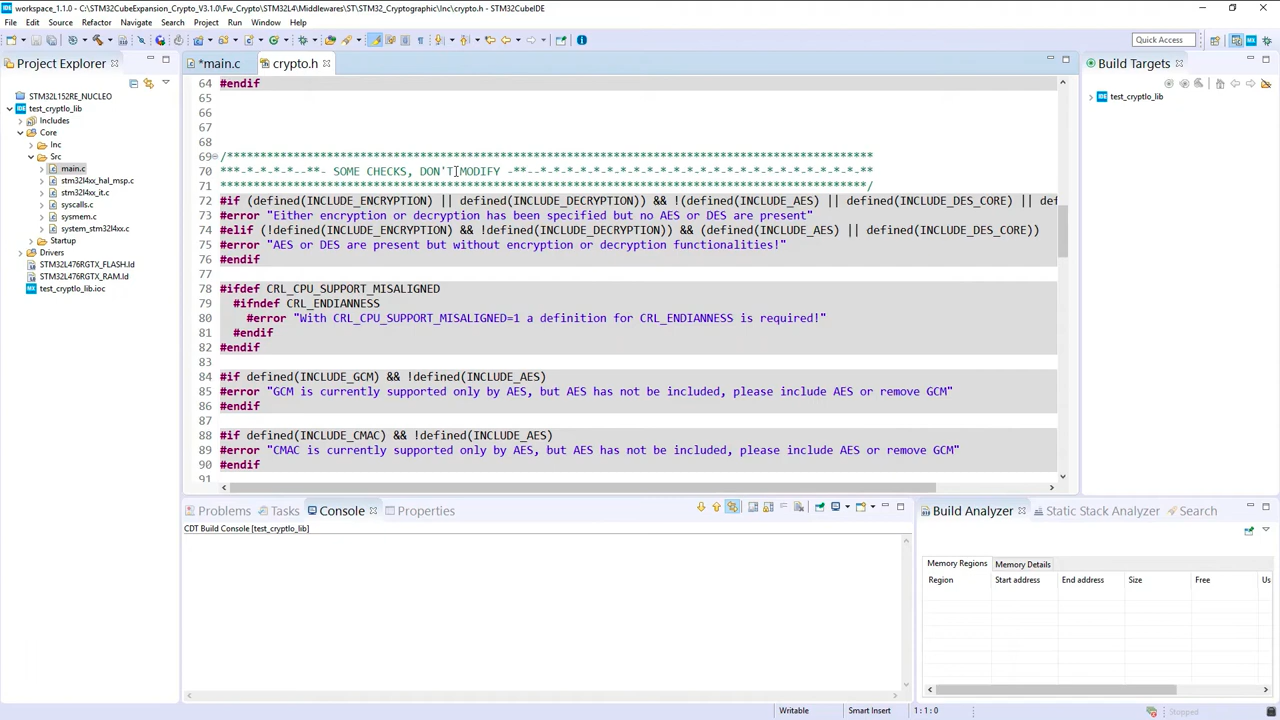 workspace_1.1.0 - C:\STM32CubeExpansion_Crypto_V3.1.0\Fw_Crypto\STM32L4\Middlewares\ST\STM32_Cryptographic\Inc\crypto.h - STM32CubeIDE
File Edit Source Refactor Navigate Search Project Run Window Help
Quick Access
Project Explorer
STM32L152RE_NUCLEO
test_cryptlo_lib
Includes
Core
Inc
Src
main.c
stm32l4xx_hal_msp.c
stm32l4xx_it.c
syscalls.c
sysmem.c
system_stm32l4xx.c
Startup
Drivers
STM32L476RGTX_FLASH.ld
STM32L476RGTX_RAM.ld
test_cryptlo_lib.ioc
*main.c crypto.h
64 #endif
65
66
67
68
69 /**************************************************************************************************
70 ***-*-*-*-*--**- SOME CHECKS, DON'T MODIFY -**--*-*-*-*-*-*-*-*-*-*-*-*-*-*-*-*-*-*-*-*-*-*-*-*-**
71 **************************************************************************************************/
72 #if (defined(INCLUDE_ENCRYPTION) || defined(INCLUDE_DECRYPTION)) && !(defined(INCLUDE_AES) || defined(INCLUDE_DES_CORE) || def
73 #error "Either encryption or decryption has been specified but no AES or DES are present"
74 #elif (!defined(INCLUDE_ENCRYPTION) && !defined(INCLUDE_DECRYPTION)) && (defined(INCLUDE_AES) || defined(INCLUDE_DES_CORE))
75 #error "AES or DES are present but without encryption or decryption functionalities!"
76 #endif
77
78 #ifdef CRL_CPU_SUPPORT_MISALIGNED
79 #ifndef CRL_ENDIANNESS
80 #error "With CRL_CPU_SUPPORT_MISALIGNED=1 a definition for CRL_ENDIANNESS is required!"
81 #endif
82 #endif
83
84 #if defined(INCLUDE_GCM) && !defined(INCLUDE_AES)
85 #error "GCM is currently supported only by AES, but AES has not be included, please include AES or remove GCM"
86 #endif
87
88 #if defined(INCLUDE_CMAC) && !defined(INCLUDE_AES)
89 #error "CMAC is currently supported only by AES, but AES has not be included, please include AES or remove GCM"
90 #endif
91
Build Targets
test_cryptlo_lib
Problems Tasks Console Properties
CDT Build Console [test_cryptlo_lib]
Build Analyzer Static Stack Analyzer Search
Memory Regions Memory Details
Region Start address End address Size Free Us
Writable Smart Insert 1 : 1 : 0 Stopped